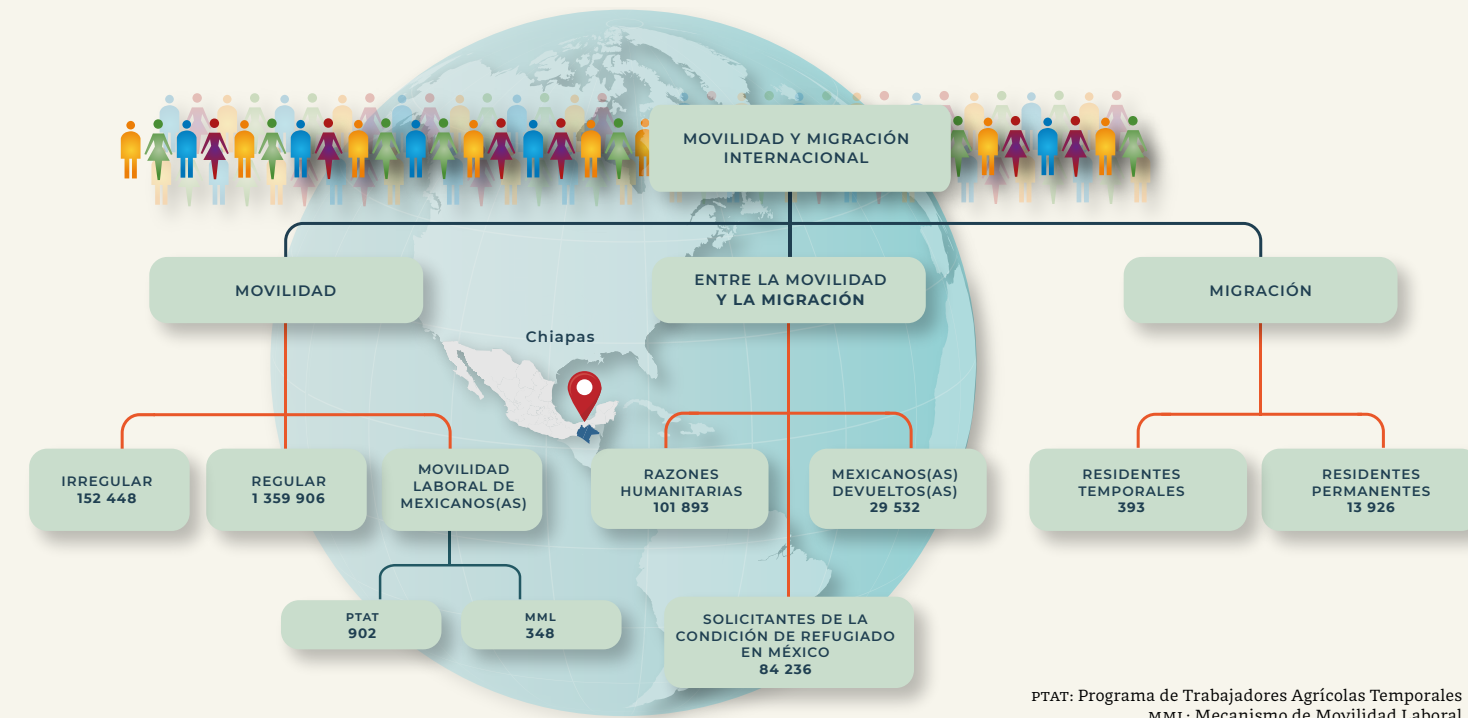 MOVILIDAD Y MIGRACIÓN
INTERNACIONAL
MOVILIDAD
ENTRE LA MOVILIDAD
Y LA MIGRACIÓN
MIGRACIÓN
Chiapas
IRREGULAR
152 448
REGULAR
1 359 906
MOVILIDAD
LABORAL DE
MEXICANOS(AS)
RAZONES
HUMANITARIAS
101 893
MEXICANOS(AS)
DEVUELTOS(AS)
29 532
RESIDENTES
TEMPORALES
393
RESIDENTES
PERMANENTES
13 926
PTAT
902
MML
348
SOLICITANTES DE LA
CONDICIÓN DE REFUGIADO
EN MÉXICO
84 236
PTAT: Programa de Trabajadores Agrícolas Temporales
MML: Mecanismo de Movilidad Laboral